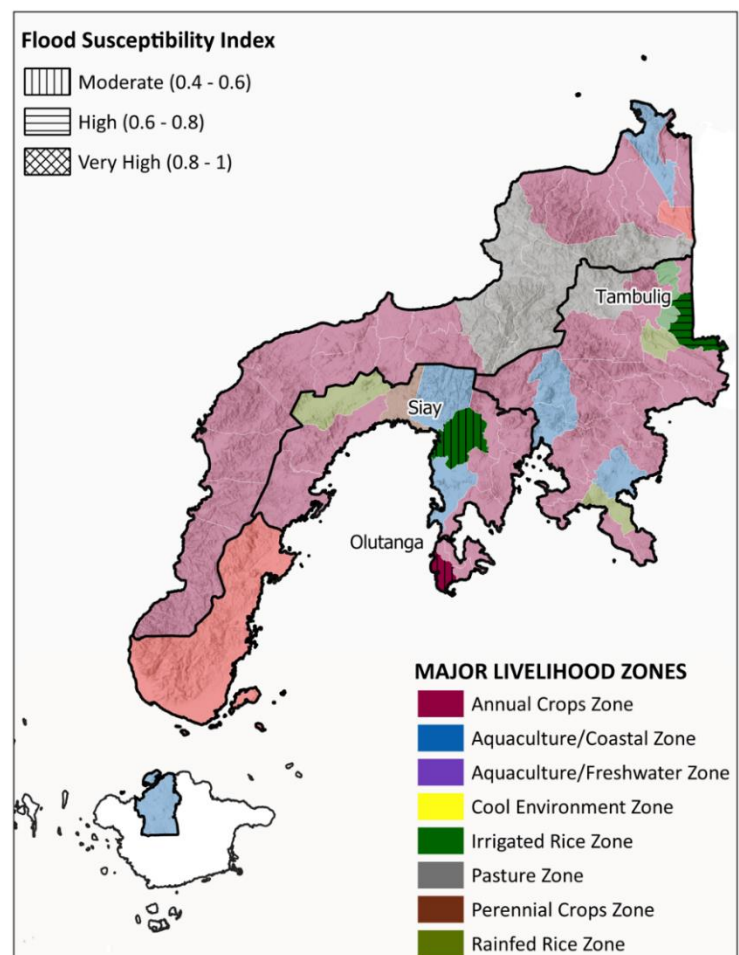 Flood Susceptibility Index
Moderate (0.4 - 0.6)
High (0.6 - 0.8)
Very High (0.8 - 1)
Tambulig
Siay
Olutanga
MAJOR LIVELIHOOD ZONES
Annual Crops Zone
Aquaculture/Coastal Zone
Aquaculture/Freshwater Zone
Cool Environment Zone
Irrigated Rice Zone
Pasture Zone
Perennial Crops Zone
Rainfed Rice Zone